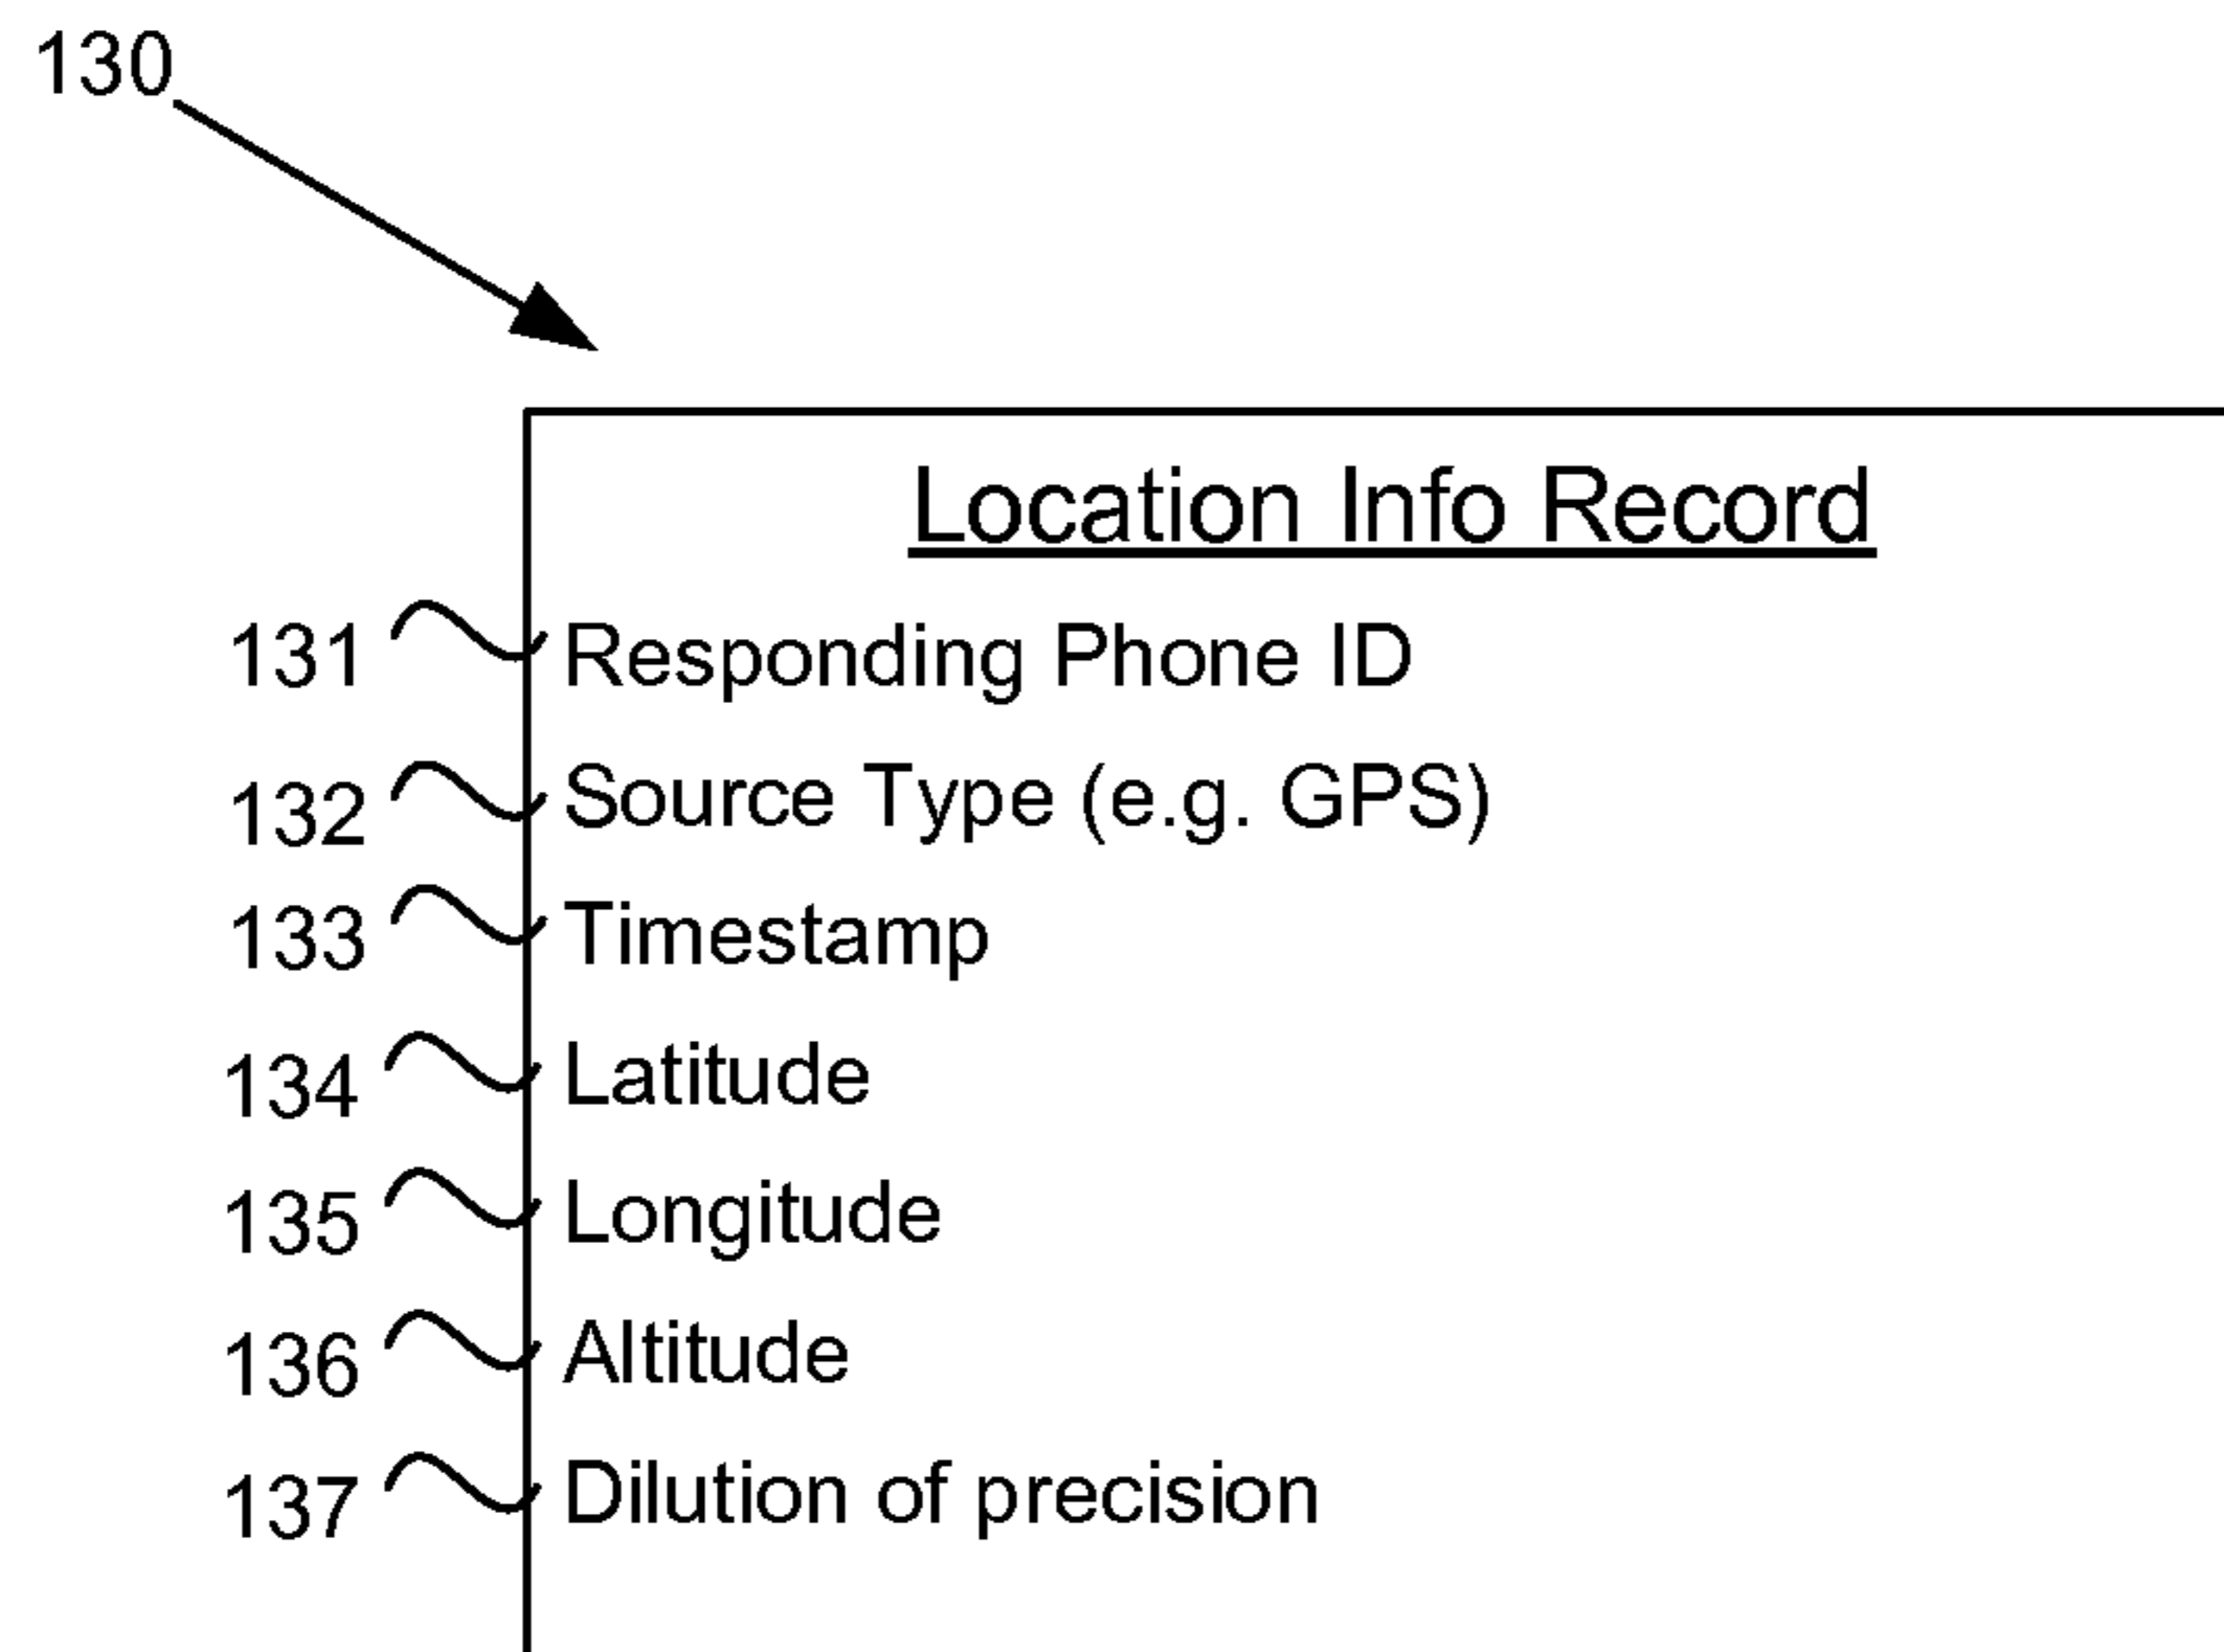 130
Location Info Record
131 Responding Phone ID
132 Source Type (e.g. GPS)
133 Timestamp
134 Latitude
135 Longitude
136 Altitude
137 Dilution of precision